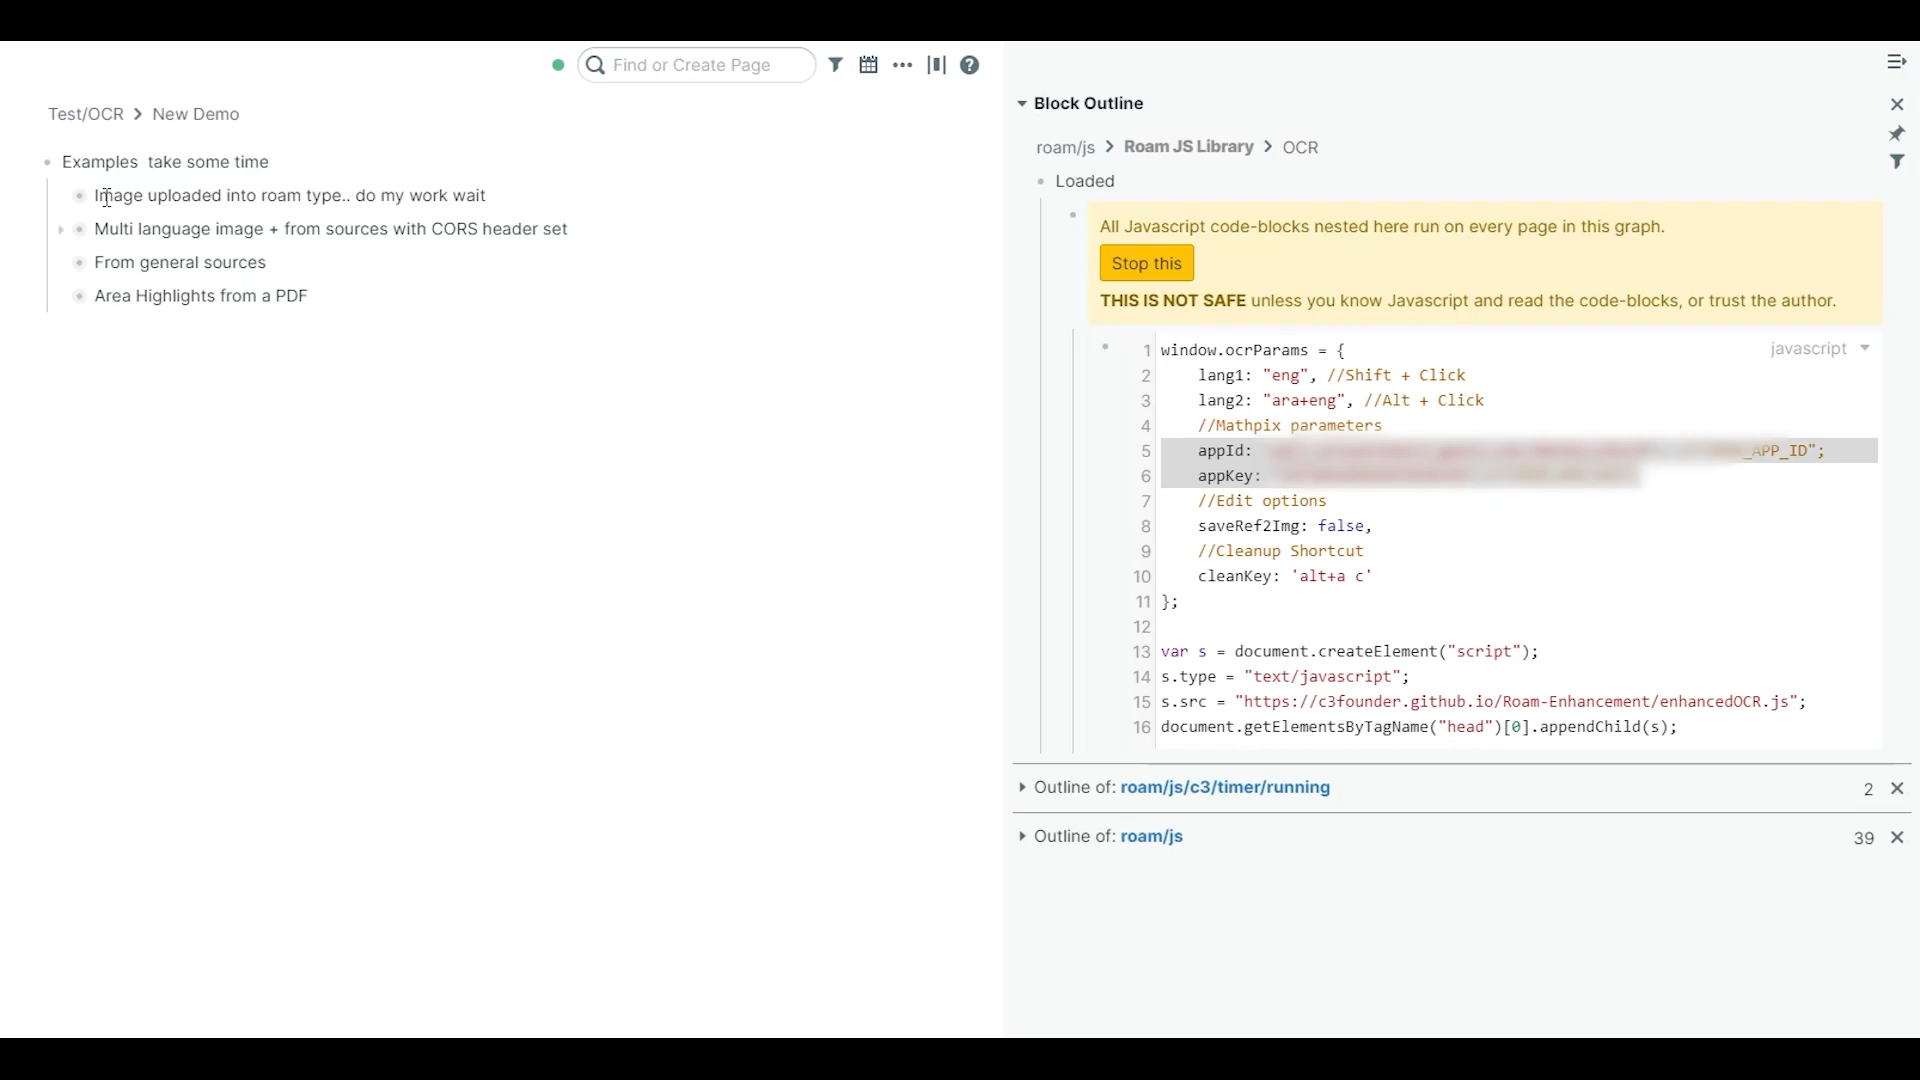 Find or Create Page
Test/OCR > New Demo
Examples  take some time
Image uploaded into roam type.. do my work wait
Multi language image + from sources with CORS header set
From general sources
Area Highlights from a PDF
Block Outline
roam/js > Roam JS Library > OCR
Loaded
All Javascript code-blocks nested here run on every page in this graph.
Stop this
THIS IS NOT SAFE unless you know Javascript and read the code-blocks, or trust the author.
javascript
1 window.ocrParams = {
2     lang1: "eng", //Shift + Click
3     lang2: "ara+eng", //Alt + Click
4     //Mathpix parameters
5     appId: _APP_ID";
6     appKey:
7     //Edit options
8     saveRef2Img: false,
9     //Cleanup Shortcut
10     cleanKey: 'alt+a c'
11 };
12
13 var s = document.createElement("script");
14 s.type = "text/javascript";
15 s.src = "https://c3founder.github.io/Roam-Enhancement/enhancedOCR.js";
16 document.getElementsByTagName("head")[0].appendChild(s);
Outline of: roam/js/c3/timer/running 2
Outline of: roam/js 39